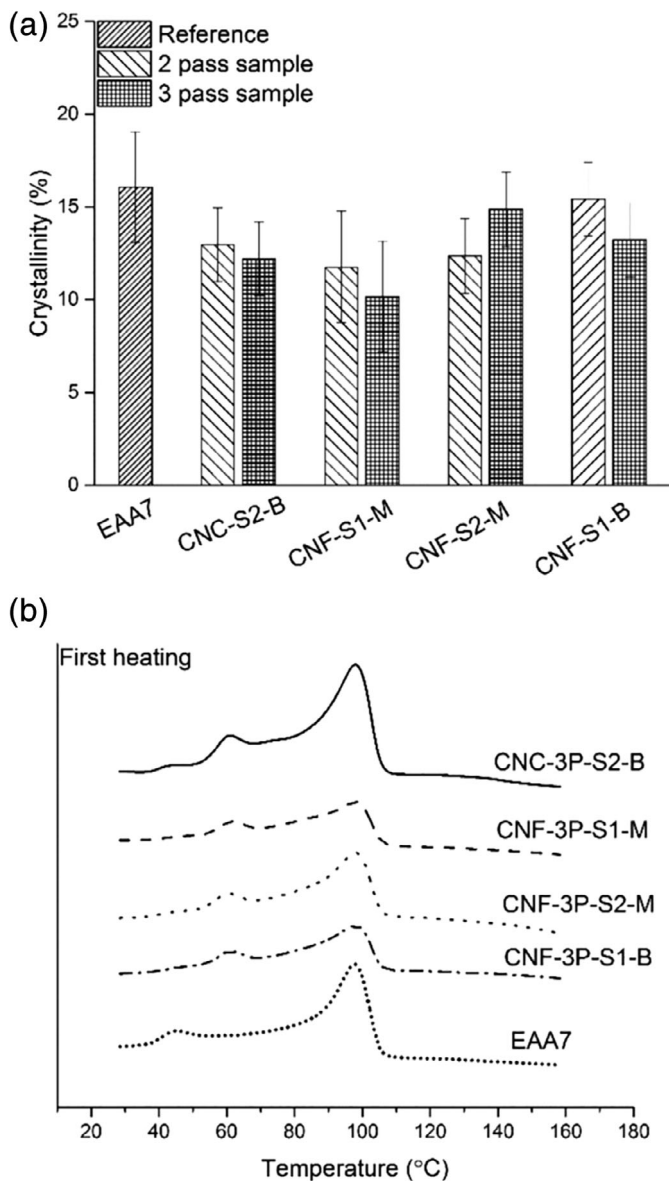 (a)
25
20
15
10
5
0
Crystallinity (%)
Reference
2 pass sample
3 pass sample
EAA7
CNC-S2-B
CNF-S1-M
CNF-S2-M
CNF-S1-B
(b)
First heating
CNC-3P-S2-B
CNF-3P-S1-M
CNF-3P-S2-M
CNF-3P-S1-B
EAA7
20 40 60 80 100 120 140 160 180
Temperature (°C)